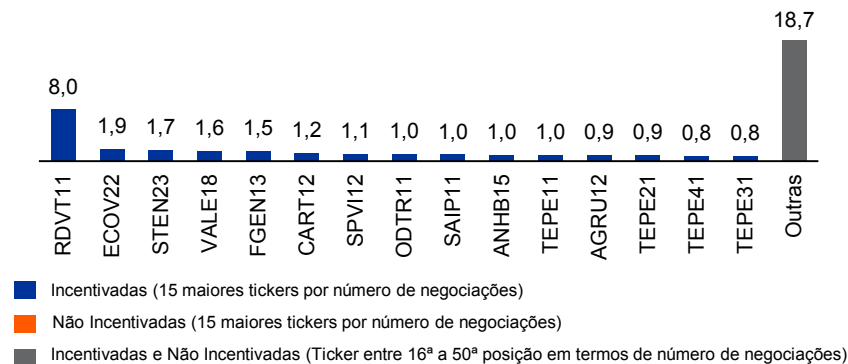 18,7
8,0
1,9 1,7 1,6 1,5 1,2 1,1 1,0 1,0 1,0 1,0 0,9 0,9 0,8 0,8
RDVT11
ECOV22
STEN23
VALE18
FGEN13
CART12
SPVI12
ODTR11
SAIP11
ANHB15
TEPE11
AGRU12
TEPE21
TEPE41
TEPE31
Outras
Incentivadas (15 maiores tickers por número de negociações)
Não Incentivadas (15 maiores tickers por número de negociações)
Incentivadas e Não Incentivadas (Ticker entre 16ª a 50ª posição em termos de número de negociações)